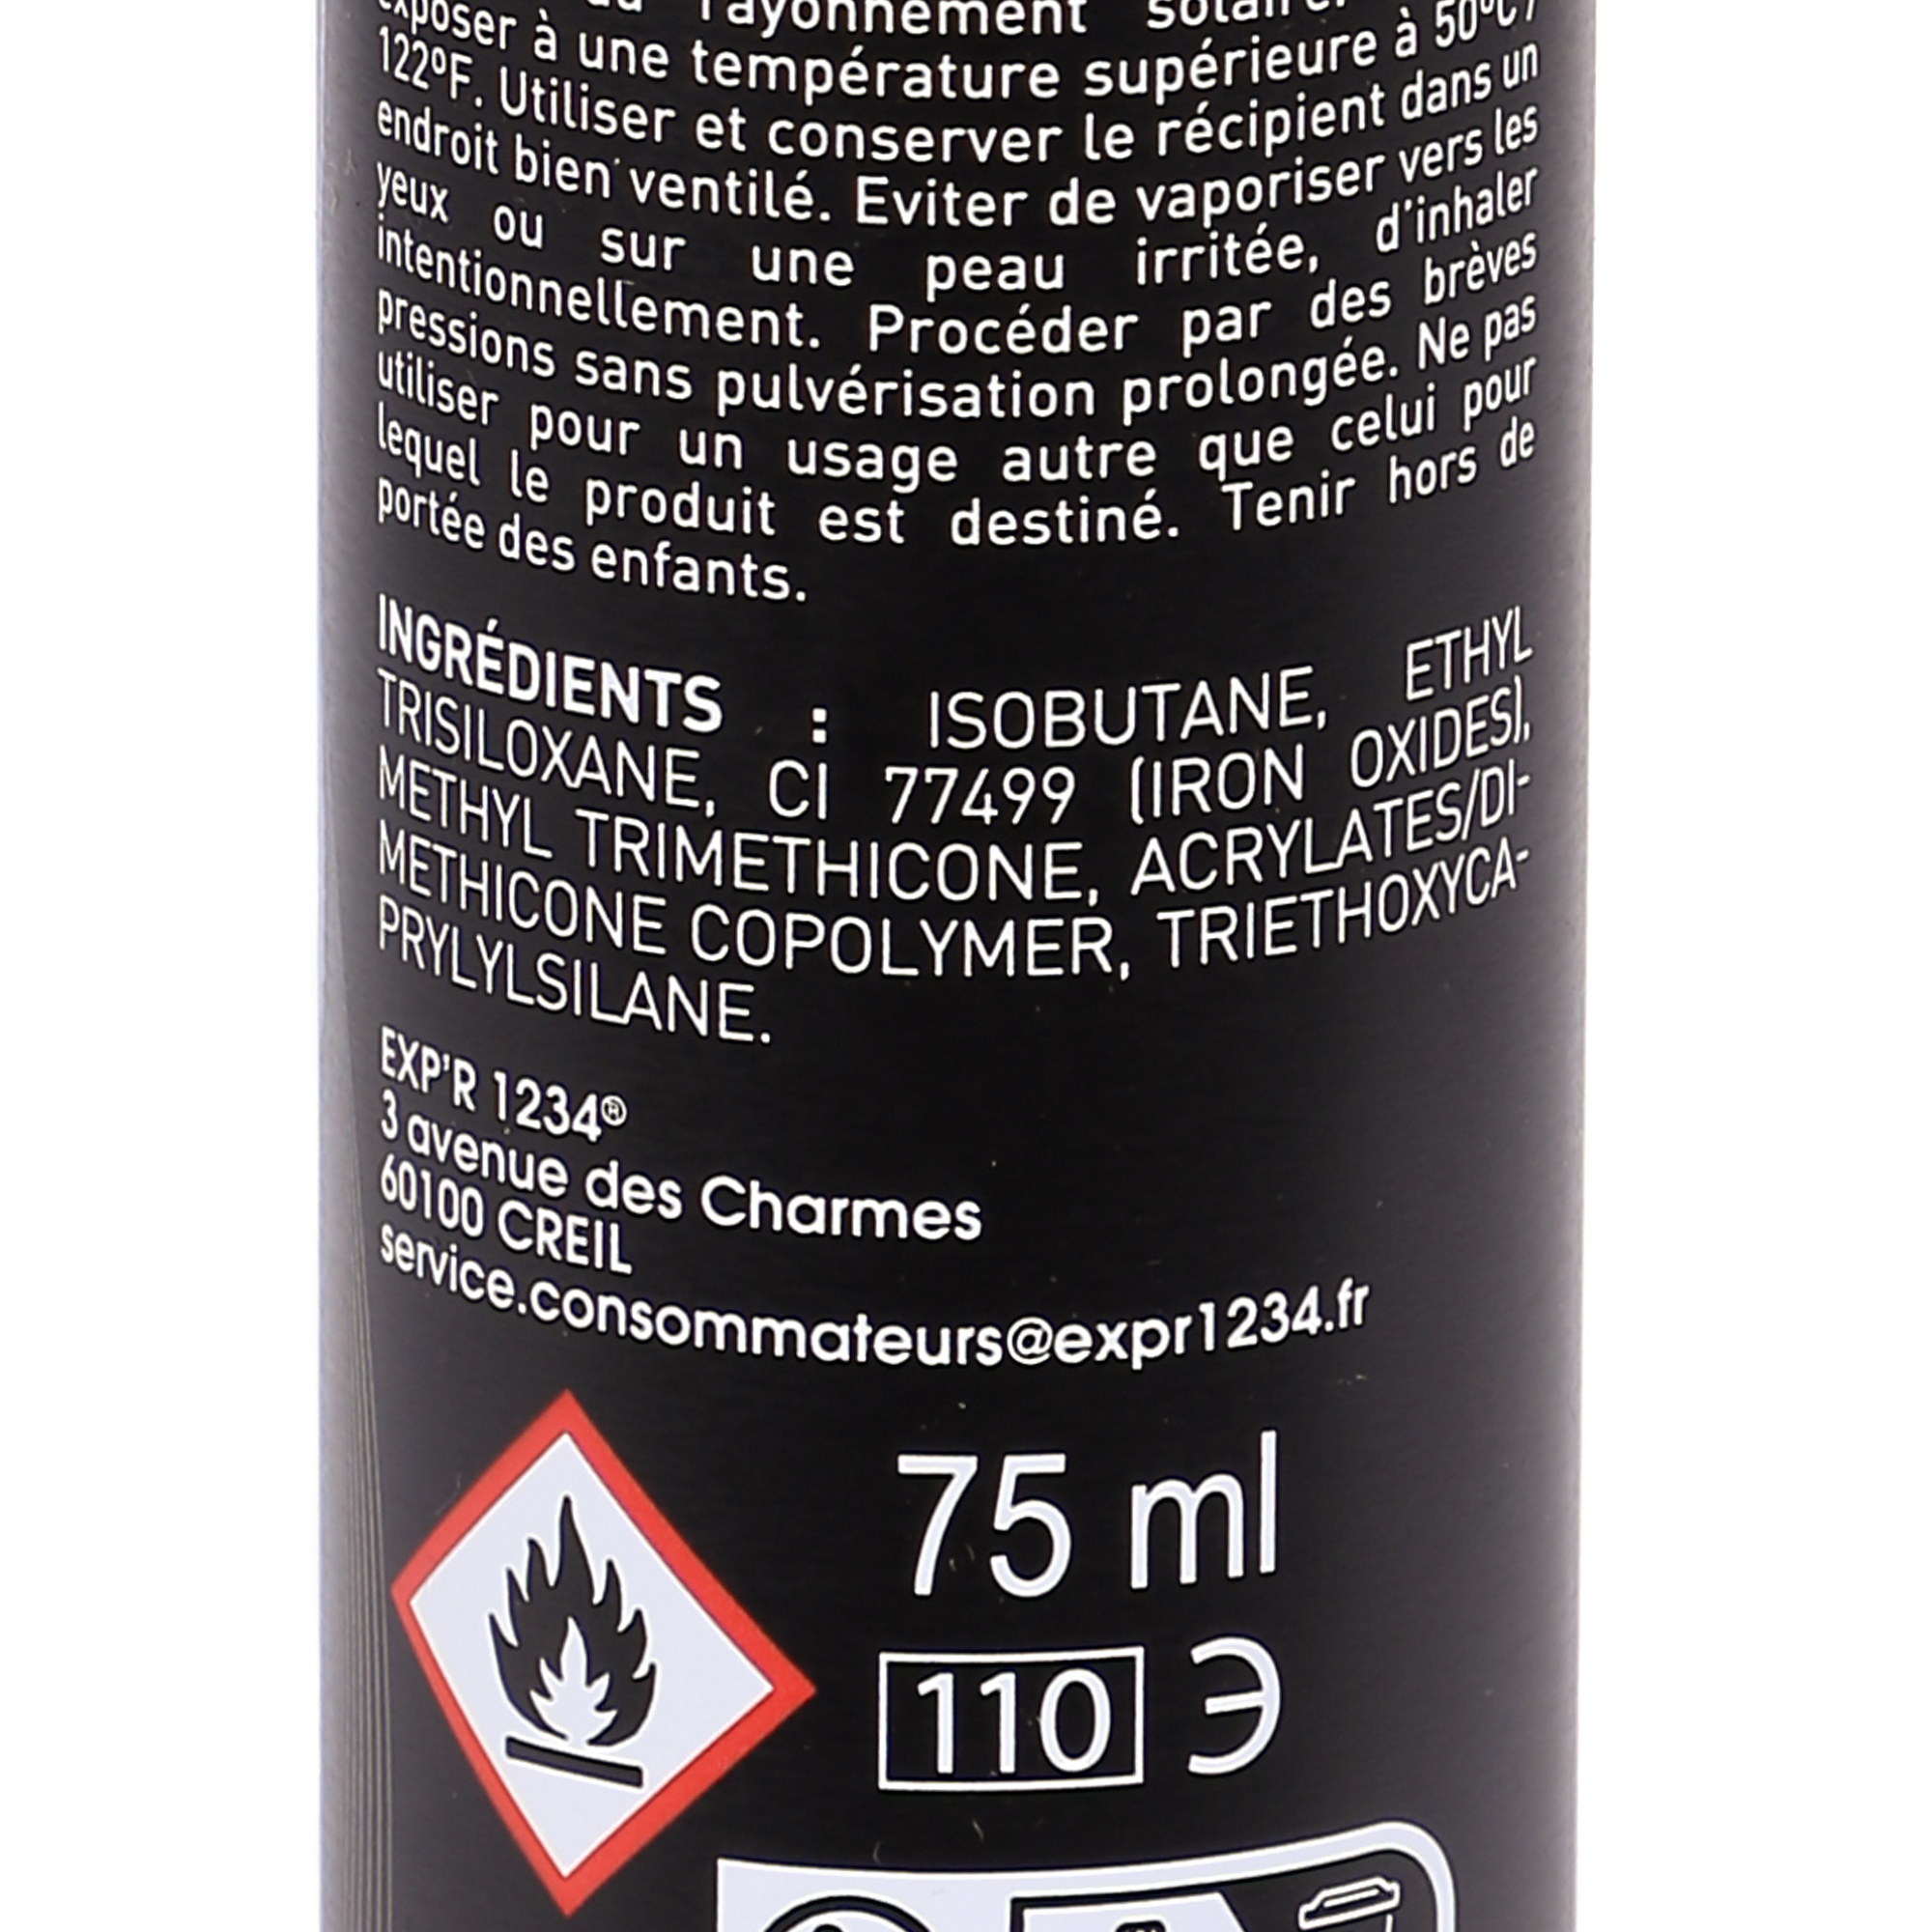 rayonnement solaire.
exposer à une température supérieure à 50ºC /
122ºF. Utiliser et conserver le récipient dans un
endroit bien ventilé. Eviter de vaporiser vers les
yeux ou sur une peau irritée, d'inhaler
intentionnellement. Procéder par des brèves
pressions sans pulvérisation prolongée. Ne pas
utiliser pour un usage autre que celui pour
lequel le produit est destiné. Tenir hors de
portée des enfants.
INGRÉDIENTS : ISOBUTANE, ETHYL
TRISILOXANE, CI 77499 (IRON OXIDES),
METHYL TRIMETHICONE, ACRYLATES/DI-
METHICONE COPOLYMER, TRIETHOXYCA-
PRYLYLSILANE.
EXP'R 1234®
3 avenue des Charmes
60100 CREIL
service.consommateurs@expr1234.fr
75 ml
110 Э